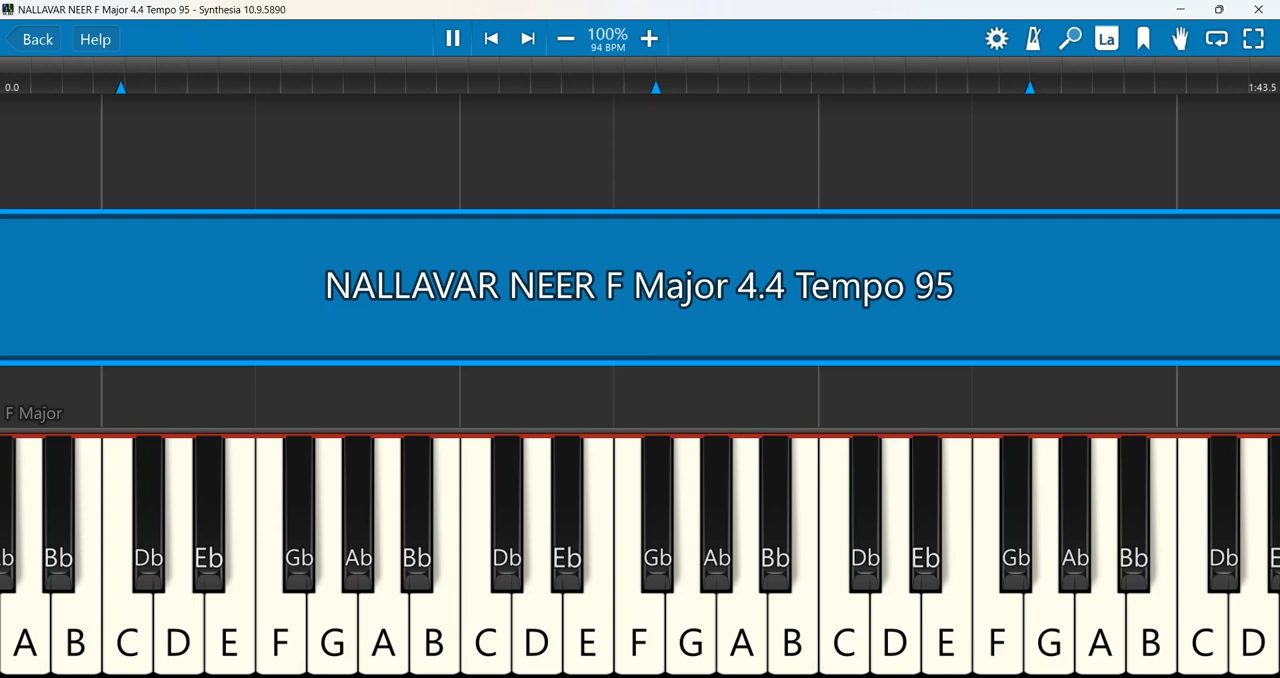 NALLAVAR NEER F Major 4.4 Tempo 95 - Synthesia 10.9.5890
Back Help 100% La
94 BPM
0.0 1:43.5
NALLAVAR NEER F Major 4.4 Tempo 95
F Major
Bb Db Eb Gb Ab Bb Db Eb Gb Ab Bb Db Eb Gb Ab Bb Db
A B C D E F G A B C D E F G A B C D E F G A B C D